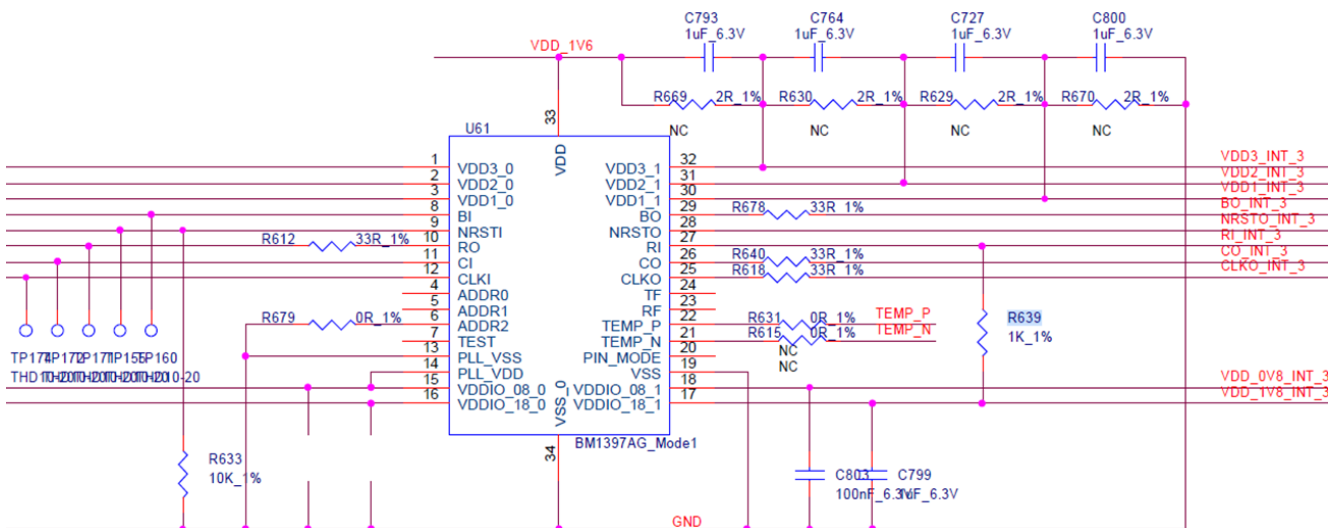 C793
1uF_6.3V
C764
1uF_6.3V
C727
1uF_6.3V
C800
1uF_6.3V
VDD_1V6
R669
2R_1%
NC
R630
2R_1%
NC
R629
2R_1%
NC
R670
2R_1%
NC
U61
33
VDD
1
VDD3_0
2
VDD2_0
3
VDD1_0
8
BI
9
NRSTI
10
RO
11
CI
12
CLKI
4
ADDR0
5
ADDR1
6
ADDR2
7
TEST
13
PLL_VSS
14
PLL_VDD
15
VDDIO_08_0
16
VDDIO_18_0
VDD3_1
32
VDD2_1
31
VDD1_1
30
BO
29
NRSTO
28
RI
27
CO
26
CLKO
25
TF
24
RF
23
TEMP_P
22
TEMP_N
21
PIN_MODE
20
VSS
19
VDDIO_08_1
18
VDDIO_18_1
17
VSS_0
34
BM1397AG_Mode1
R612
33R_1%
R679
0R_1%
R678
33R_1%
R640
33R_1%
R618
33R_1%
R631
0R_1%
TEMP_P
R615
0R_1%
TEMP_N
NC
NC
R639
1K_1%
VDD3_INT_3
VDD2_INT_3
VDD1_INT_3
BO_INT_3
NRSTO_INT_3
RI_INT_3
CO_INT_3
CLKO_INT_3
VDD_0V8_INT_3
VDD_1V8_INT_3
TP160
R633
10K_1%
C803
100nF_6.3V
C799
1uF_6.3V
GND